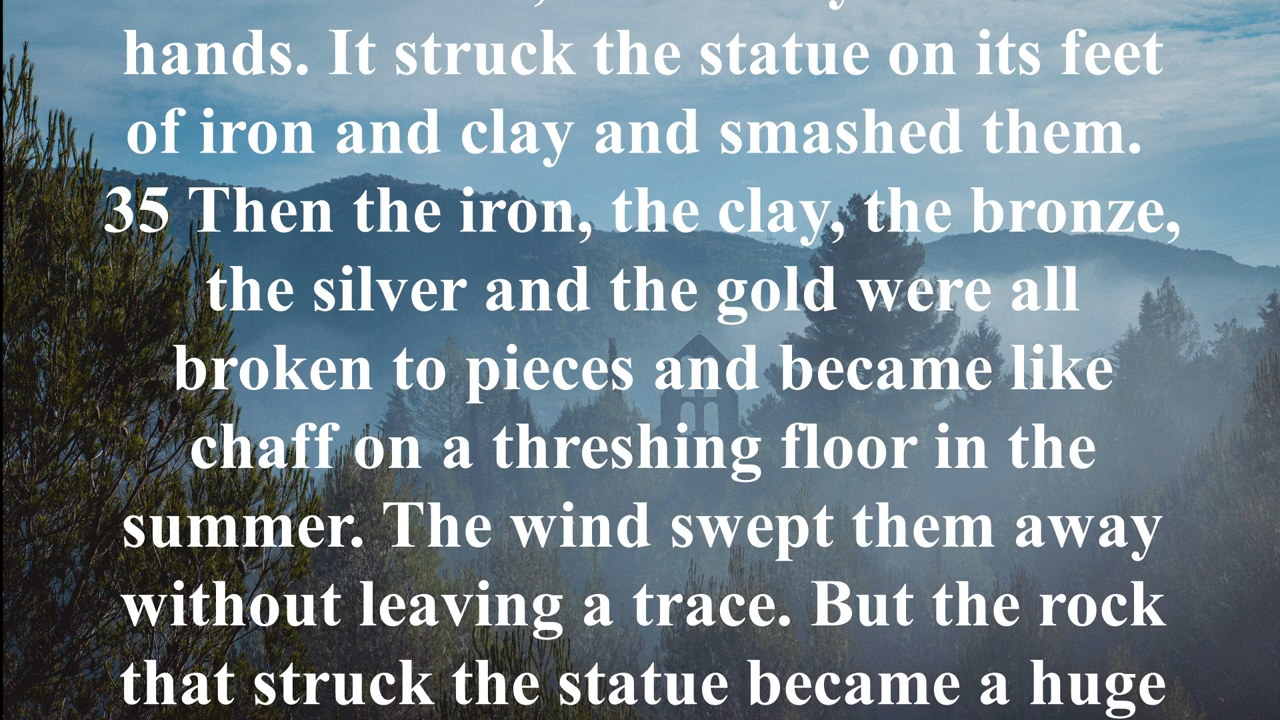 hands. It struck the statue on its feet
of iron and clay and smashed them.
35 Then the iron, the clay, the bronze,
the silver and the gold were all
broken to pieces and became like
chaff on a threshing floor in the
summer. The wind swept them away
without leaving a trace. But the rock
that struck the statue became a huge